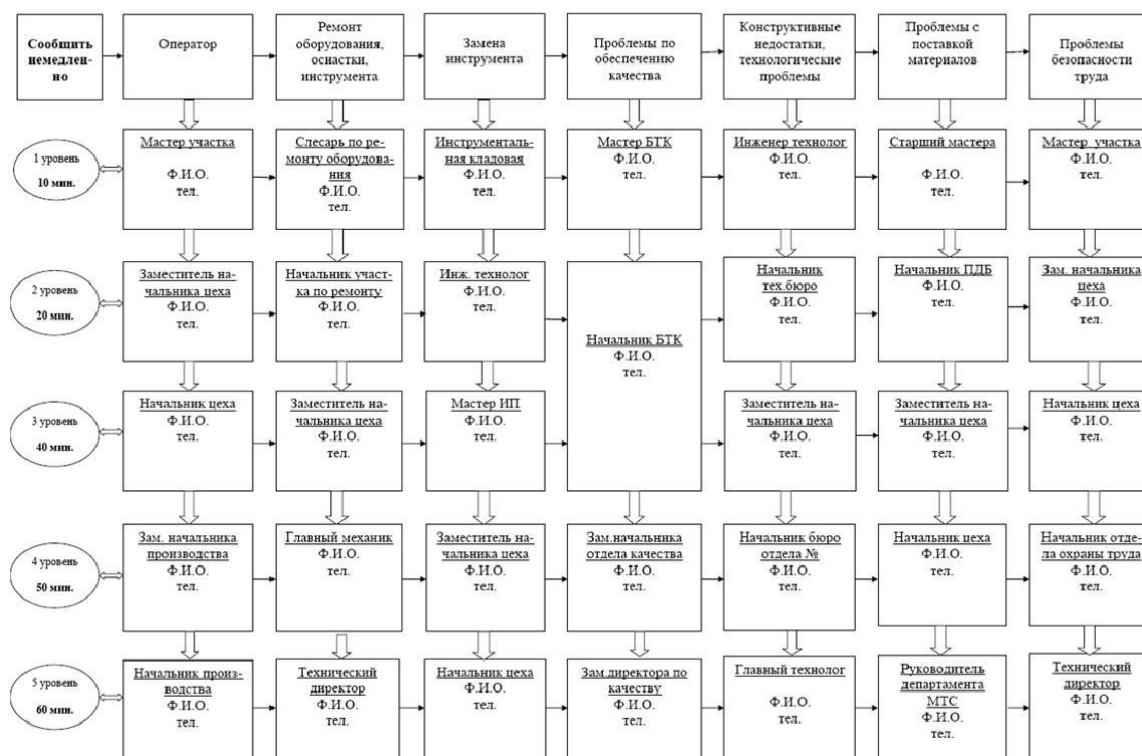 Сообщить
немедлен-
но
Оператор
Ремонт
оборудования,
оснастки,
инструмента
Замена
инструмента
Проблемы по
обеспечению
качества
Конструктивные
недостатки,
технологические
проблемы
Проблемы с
поставкой
материалов
Проблемы
безопасности
труда
1 уровень
10 мин.
Мастер участка
Ф.И.О.
тел.
Слесарь по ре-
монту оборудова-
ния
Ф.И.О.
тел.
Инструменталь-
ная кладовая
Ф.И.О.
тел.
Мастер БТК
Ф.И.О.
тел.
Инженер технолог
Ф.И.О.
тел.
Старший мастера
Ф.И.О.
тел.
Мастер участка
Ф.И.О.
тел.
2 уровень
20 мин.
Заместитель на-
чальника цеха
Ф.И.О.
тел.
Начальник участ-
ка по ремонту
Ф.И.О.
тел.
Инж. технолог
Ф.И.О.
тел.
Начальник БТК
Ф.И.О.
тел.
Начальник
тех.бюро
Ф.И.О.
тел.
Начальник ПДБ
Ф.И.О.
тел.
Зам. начальника
цеха
Ф.И.О.
тел.
3 уровень
40 мин.
Начальник цеха
Ф.И.О.
тел.
Заместитель на-
чальника цеха
Ф.И.О.
тел.
Мастер ИП
Ф.И.О.
тел.
Заместитель на-
чальника цеха
Ф.И.О.
тел.
Заместитель на-
чальника цеха
Ф.И.О.
тел.
Начальник цеха
Ф.И.О.
тел.
4 уровень
50 мин.
Зам. начальника
производства
Ф.И.О.
тел.
Главный механик
Ф.И.О.
тел.
Заместитель на-
чальника цеха
Ф.И.О.
тел.
Зам.начальника
отдела качества
Ф.И.О.
тел.
Начальник бюро
отдела №
Ф.И.О.
тел.
Начальник цеха
Ф.И.О.
тел.
Начальник отде-
ла охраны труда
Ф.И.О.
тел.
5 уровень
60 мин.
Начальник произ-
водства
Ф.И.О.
тел.
Технический
директор
Ф.И.О.
тел.
Начальник цеха
Ф.И.О.
тел.
Зам.директора по
качеству
Ф.И.О.
тел.
Главный технолог
Ф.И.О.
тел.
Руководитель
департамента
МТС
Ф.И.О.
тел.
Технический
директор
Ф.И.О.
тел.